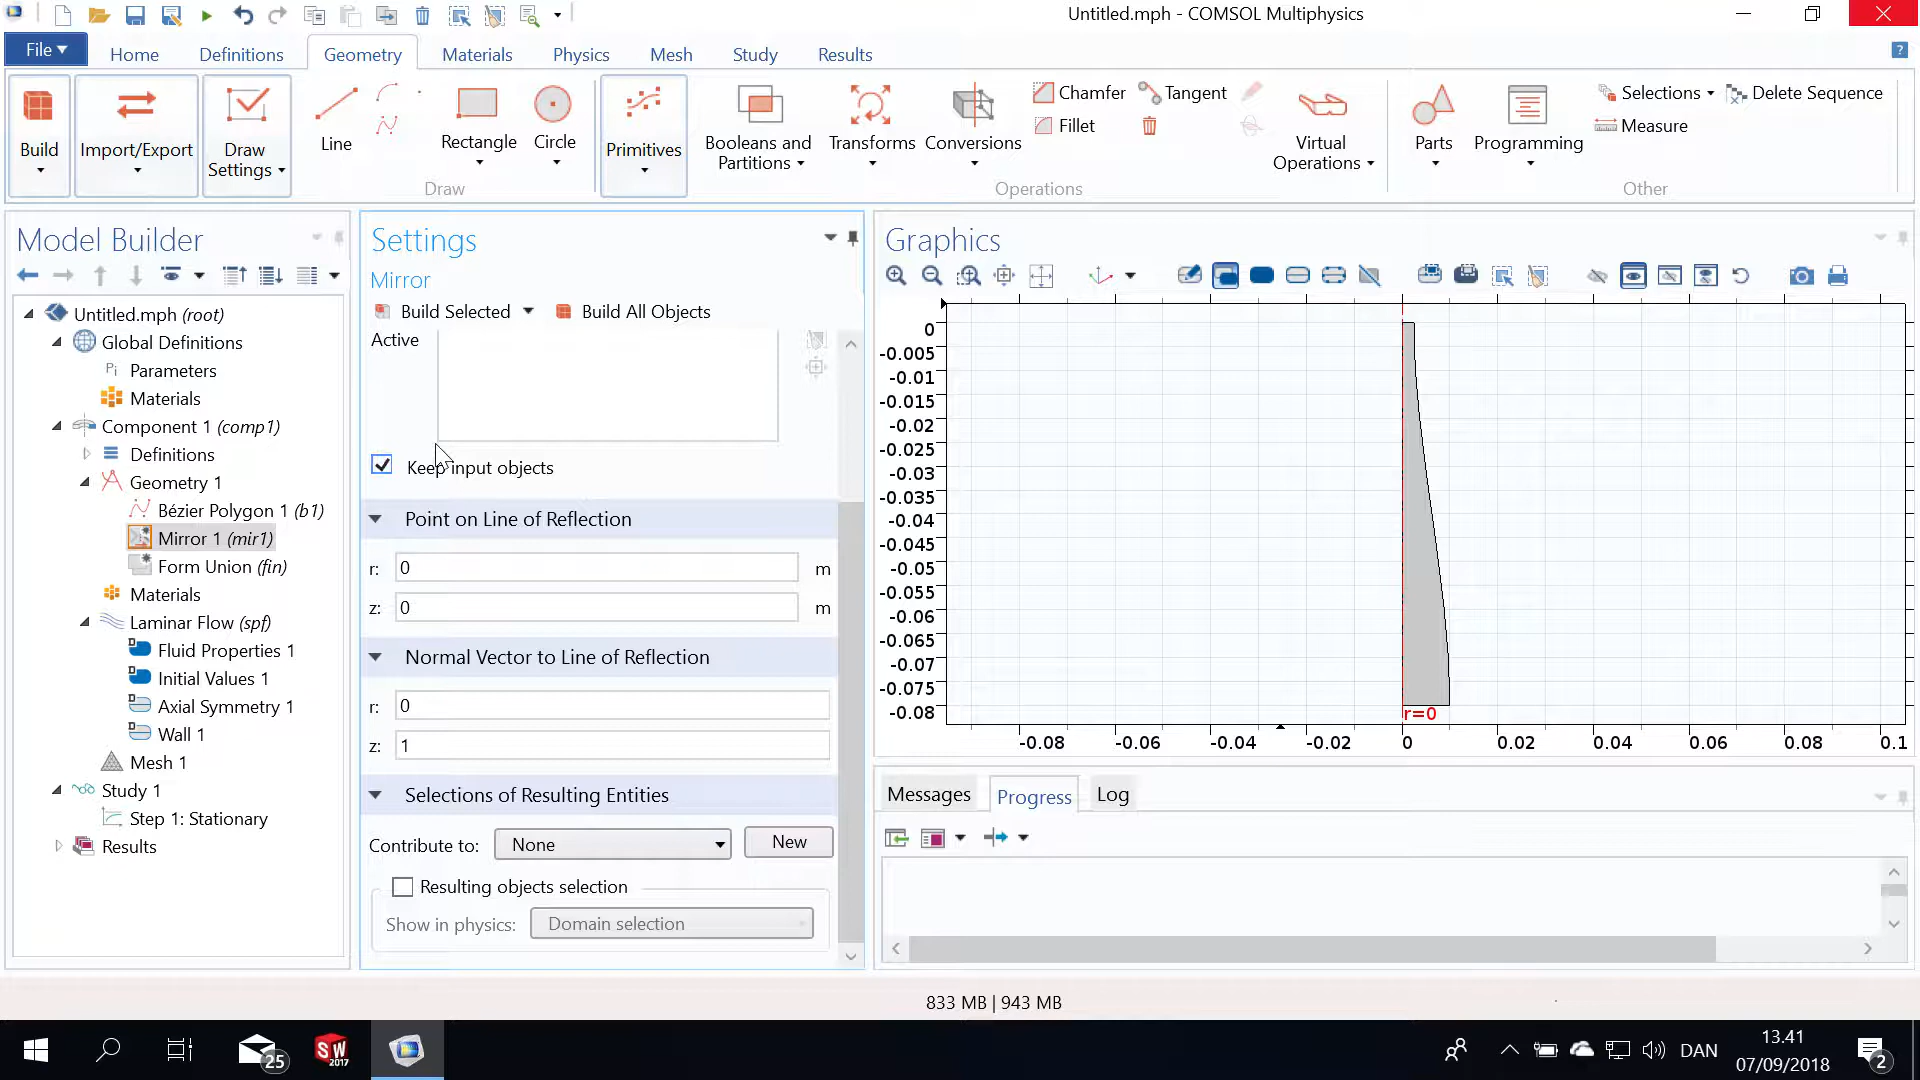 Untitled.mph - COMSOL Multiphysics
File
Home
Definitions
Geometry
Materials
Physics
Mesh
Study
Results
Build
Import/Export
Draw
Settings
Line
Rectangle
Circle
Draw
Primitives
Booleans and
Partitions
Transforms
Conversions
Chamfer
Tangent
Fillet
Virtual
Operations
Operations
Parts
Programming
Selections
Delete Sequence
Measure
Other
Model Builder
Untitled.mph (root)
Global Definitions
Pi Parameters
Materials
Component 1 (comp1)
Definitions
Geometry 1
Bézier Polygon 1 (b1)
Mirror 1 (mir1)
Form Union (fin)
Materials
Laminar Flow (spf)
Fluid Properties 1
Initial Values 1
Axial Symmetry 1
Wall 1
Mesh 1
Study 1
Step 1: Stationary
Results
Settings
Mirror
Build Selected
Build All Objects
Active
Keep input objects
Point on Line of Reflection
r: 0 m
z: 0 m
Normal Vector to Line of Reflection
r: 0
z: 1
Selections of Resulting Entities
Contribute to: None New
Resulting objects selection
Show in physics: Domain selection
Graphics
0
-0.005
-0.01
-0.015
-0.02
-0.025
-0.03
-0.035
-0.04
-0.045
-0.05
-0.055
-0.06
-0.065
-0.07
-0.075
-0.08
r=0
-0.08 -0.06 -0.04 -0.02 0 0.02 0.04 0.06 0.08 0.1
Messages
Progress
Log
833 MB | 943 MB
25
SW
2017
DAN
13.41
07/09/2018
2